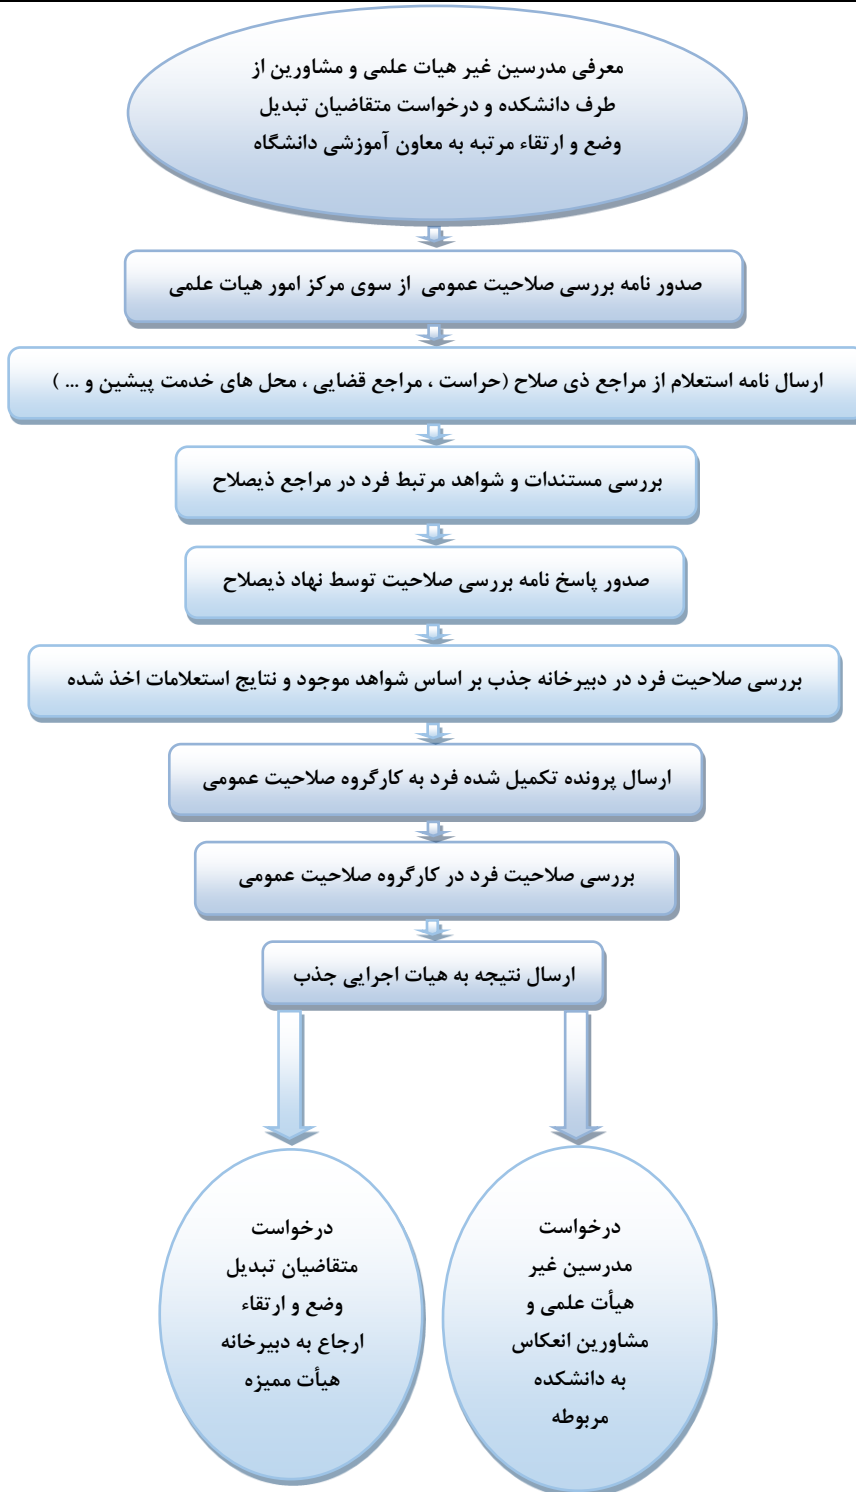 معرفی مدرسین غیر هیات علمی و مشاورین از
طرف دانشکده و درخواست متقاضیان تبدیل
وضع و ارتقاء مرتبه به معاون آموزشی دانشگاه
صدور نامه بررسی صلاحیت عمومی از سوی مرکز امور هیات علمی
ارسال نامه استعلام از مراجع ذی صلاح (حراست ، مراجع قضایی ، محل های خدمت پیشین و ... )
بررسی مستندات و شواهد مرتبط فرد در مراجع ذیصلاح
صدور پاسخ نامه بررسی صلاحیت توسط نهاد ذیصلاح
بررسی صلاحیت فرد در دبیرخانه جذب بر اساس شواهد موجود و نتایج استعلامات اخذ شده
ارسال پرونده تکمیل شده فرد به کارگروه صلاحیت عمومی
بررسی صلاحیت فرد در کارگروه صلاحیت عمومی
ارسال نتیجه به هیات اجرایی جذب
درخواست
مدرسین غیر
هیأت علمی و
مشاورین انعکاس
به دانشکده
مربوطه
درخواست
متقاضیان تبدیل
وضع و ارتقاء
ارجاع به دبیرخانه
هیأت ممیزه